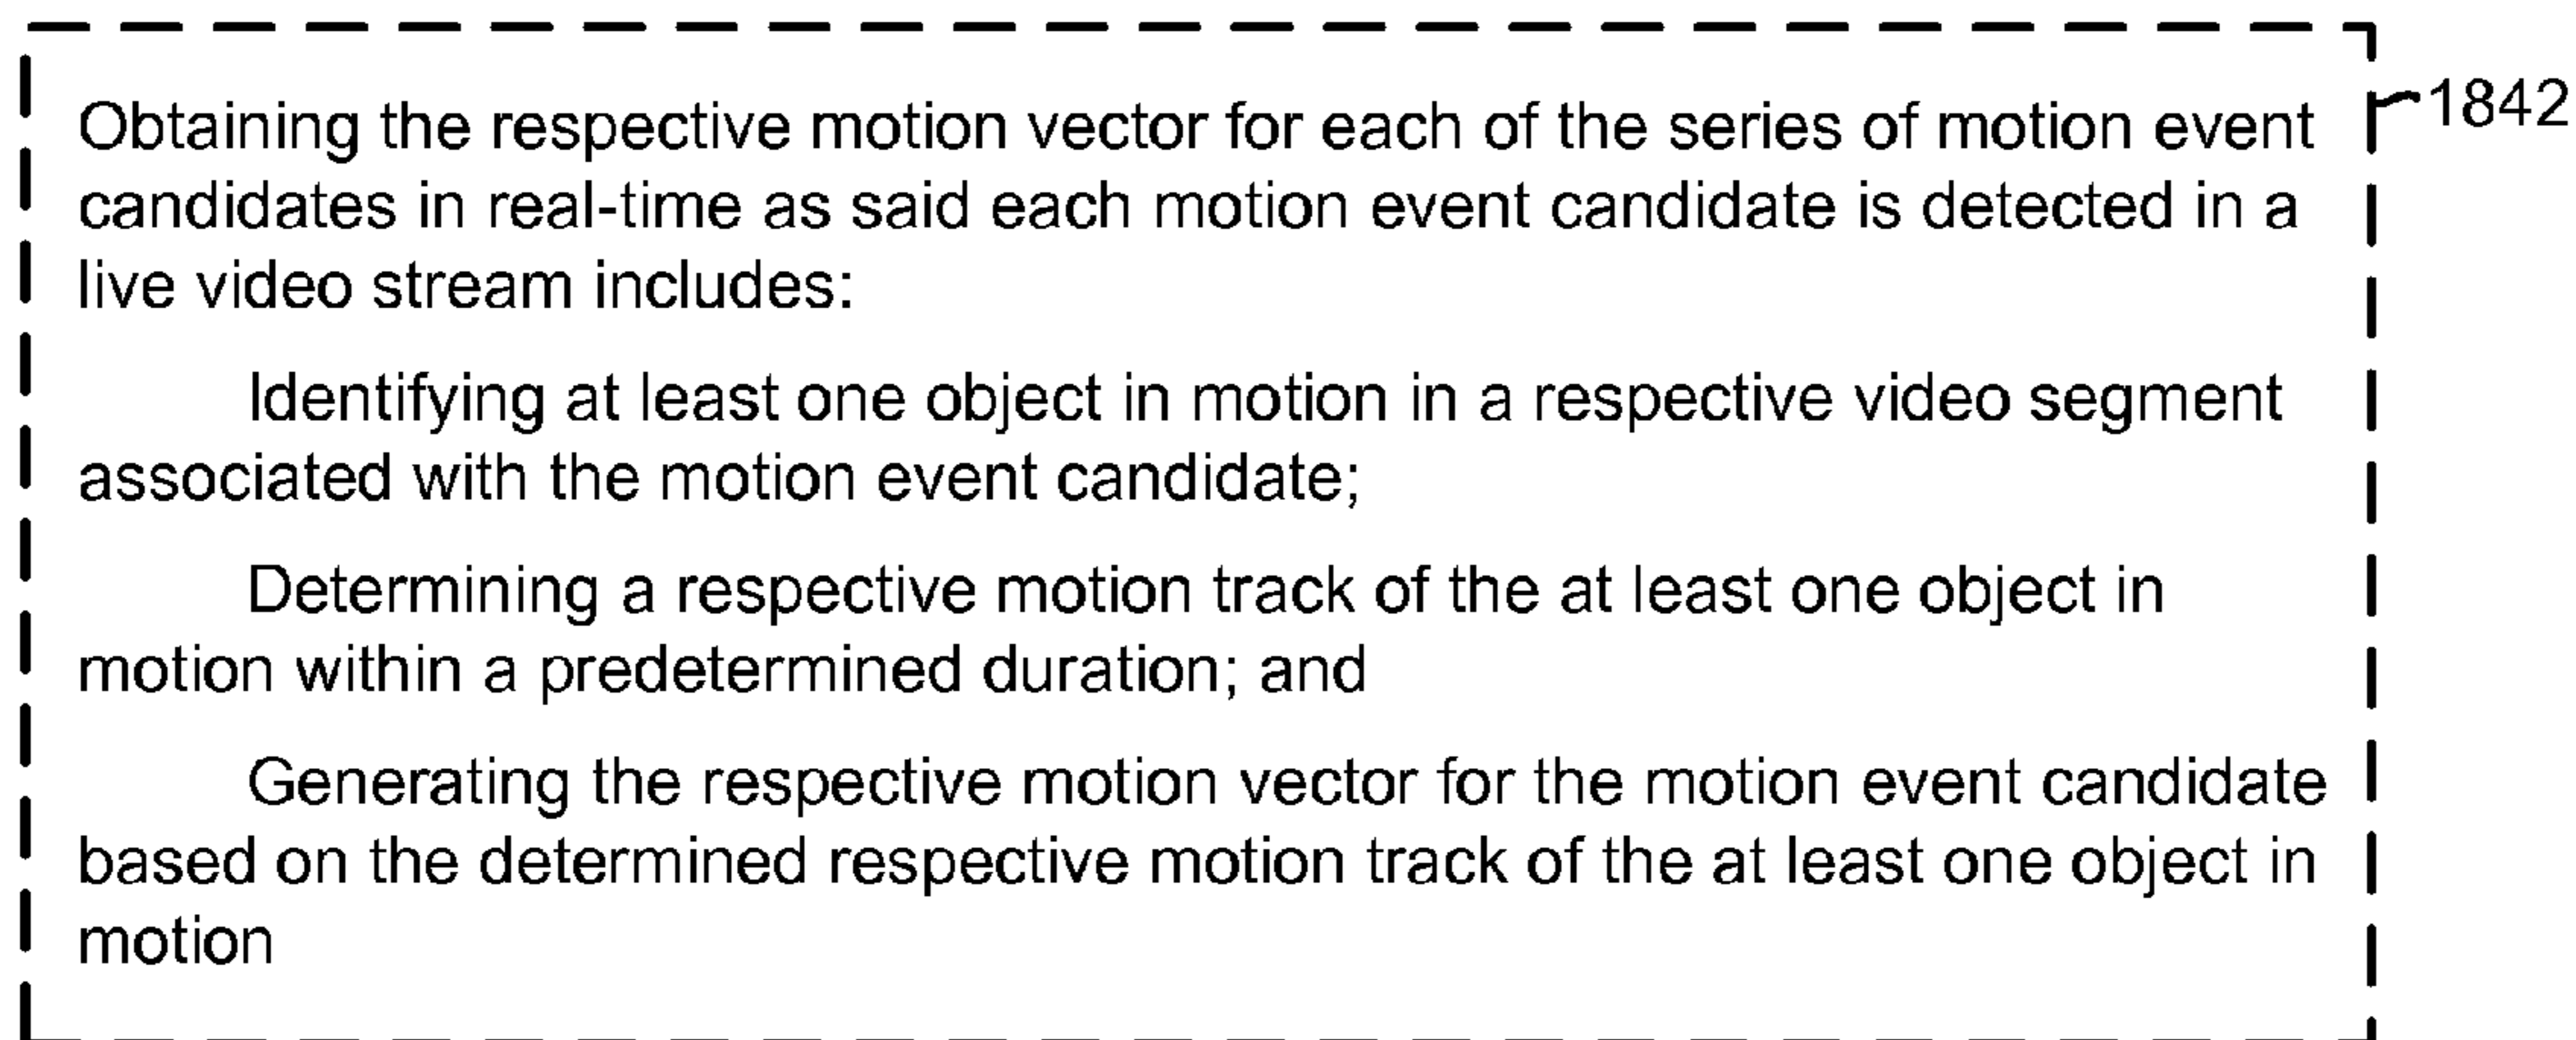 Obtaining the respective motion vector for each of the series of motion event
candidates in real-time as said each motion event candidate is detected in a
live video stream includes:
Identifying at least one object in motion in a respective video segment
associated with the motion event candidate;
Determining a respective motion track of the at least one object in
motion within a predetermined duration; and
Generating the respective motion vector for the motion event candidate
based on the determined respective motion track of the at least one object in
motion
1842